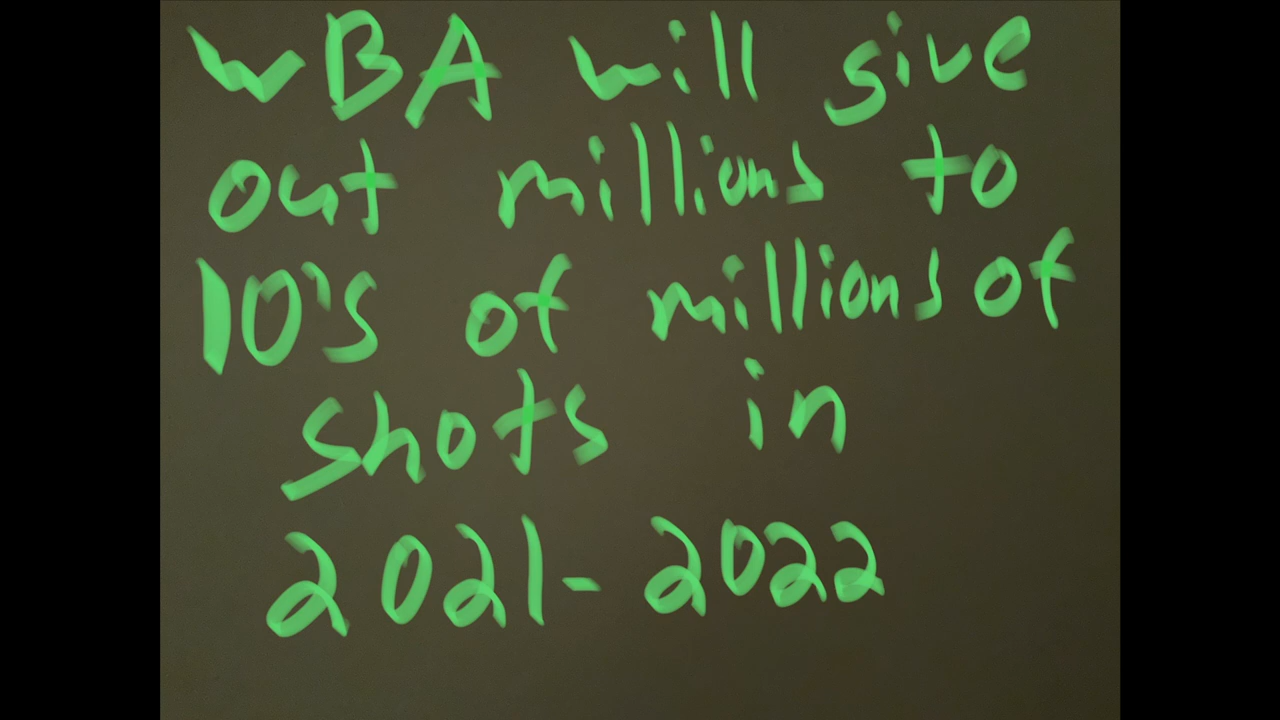 WBA will give
out millions to
10's of millions of
shots in
2021-2022